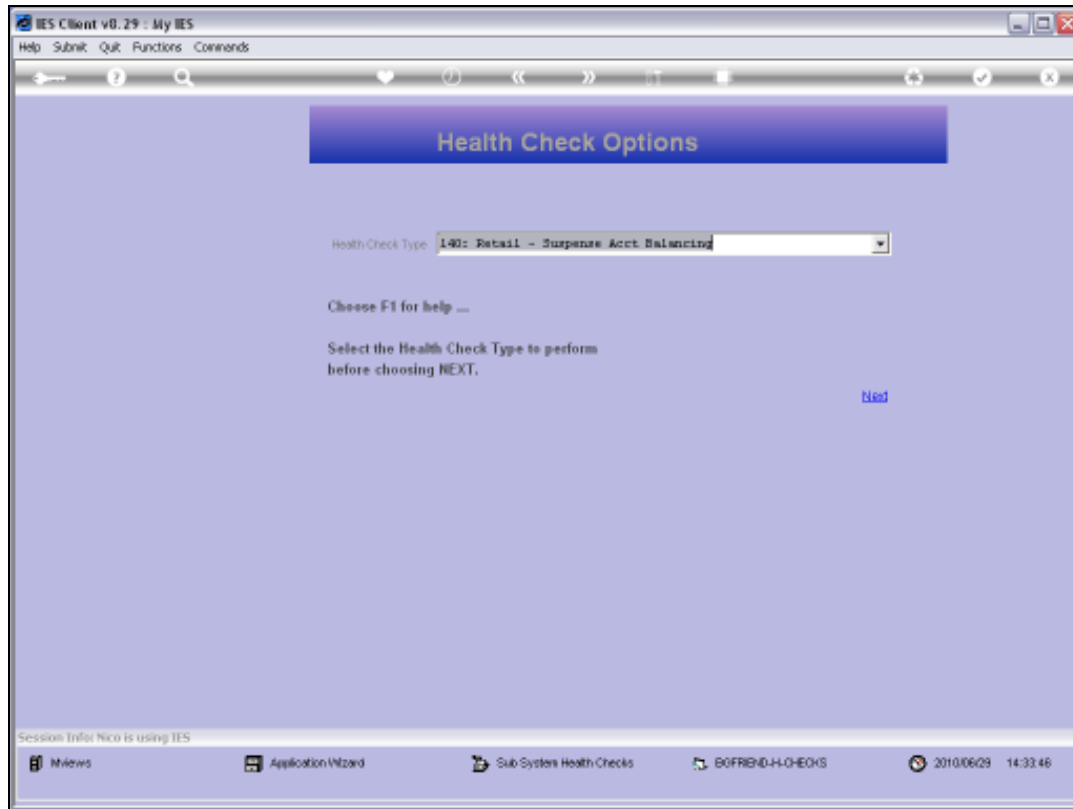 IES Client v8.29 : My IES
Help Submit Quit Functions Commands
Health Check Options
Health Check Type 140: Retail - Suspense Acct Balancing
Choose F1 for help ...
Select the Health Check Type to perform
before choosing NEXT.
Next
Session Info: Nico is using IES
Mviews Application Wizard Sub System Health Checks BOFRIEND-H-CHECKS 2010/06/29 14:33:46